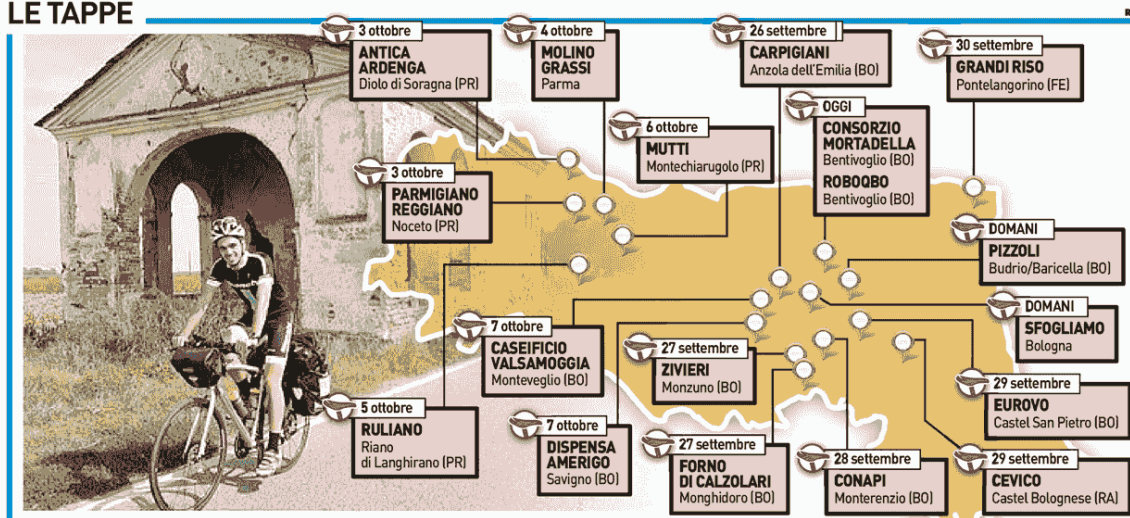 LE TAPPE
3 ottobre
ANTICA
ARDENGA
Diolo di Soragna (PR)
4 ottobre
MOLINO
GRASSI
Parma
26 settembre
CARPIGIANI
Anzola dell'Emilia (BO)
30 settembre
GRANDI RISO
Pontelangorino (FE)
OGGI
CONSORZIO
MORTADELLA
Bentivoglio (BO)
ROBOQBO
Bentivoglio (BO)
6 ottobre
MUTTI
Montechiarugolo (PR)
3 ottobre
PARMIGIANO
REGGIANO
Noceto (PR)
DOMANI
PIZZOLI
Budrio/Baricella (BO)
DOMANI
SFOGLIAMO
Bologna
7 ottobre
CASEIFICIO
VALSAMOGGIA
Monteveglio (BO)
27 settembre
ZIVIERI
Monzuno (BO)
29 settembre
EUROVO
Castel San Pietro (BO)
5 ottobre
RULIANO
Riano
di Langhirano (PR)
7 ottobre
DISPENSA
AMERIGO
Savigno (BO)
27 settembre
FORNO
DI CALZOLARI
Monghidoro (BO)
28 settembre
CONAPI
Monterenzio (BO)
29 settembre
CEVICO
Castel Bolognese (RA)